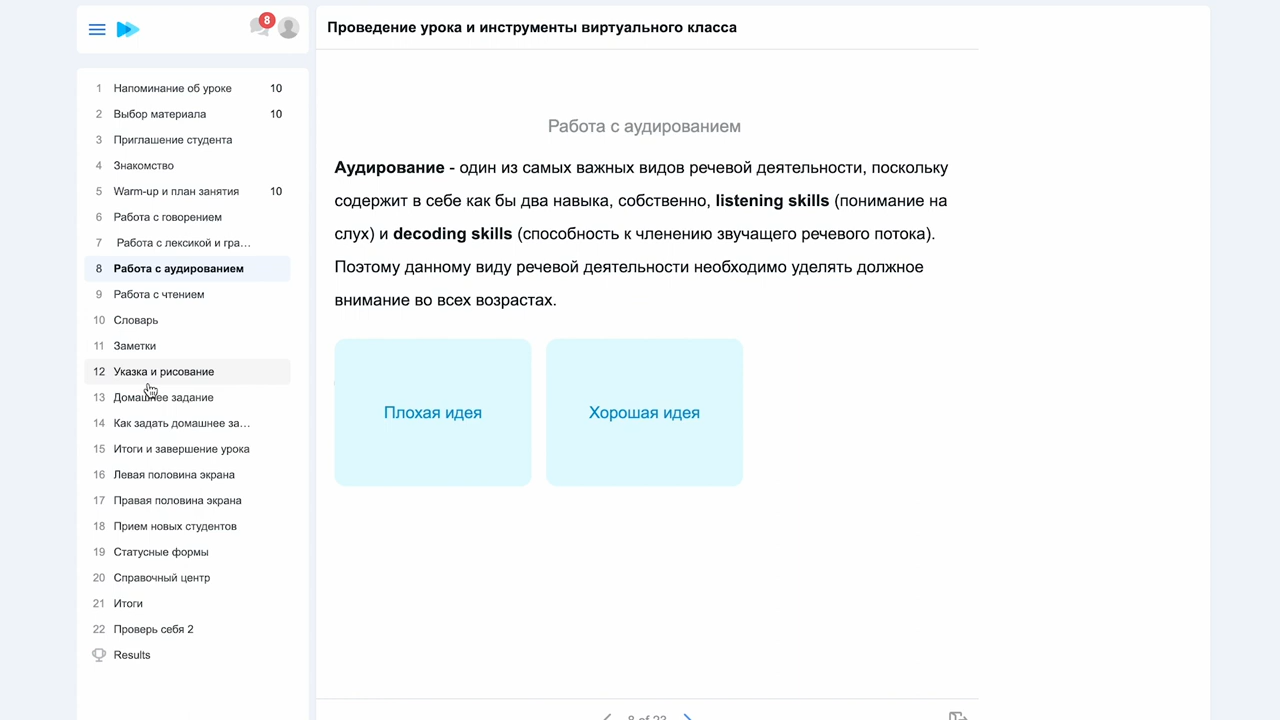 8
Проведение урока и инструменты виртуального класса
1 Напоминание об уроке 10
2 Выбор материала 10
3 Приглашение студента
4 Знакомство
5 Warm-up и план занятия 10
6 Работа с говорением
7 Работа с лексикой и гра...
8 Работа с аудированием
9 Работа с чтением
10 Словарь
11 Заметки
12 Указка и рисование
13 Домашнее задание
14 Как задать домашнее за...
15 Итоги и завершение урока
16 Левая половина экрана
17 Правая половина экрана
18 Прием новых студентов
19 Статусные формы
20 Справочный центр
21 Итоги
22 Проверь себя 2
Results
Работа с аудированием
Аудирование - один из самых важных видов речевой деятельности, поскольку
содержит в себе как бы два навыка, собственно, listening skills (понимание на
слух) и decoding skills (способность к членению звучащего речевого потока).
Поэтому данному виду речевой деятельности необходимо уделять должное
внимание во всех возрастах.
Плохая идея
Хорошая идея
8 of 23